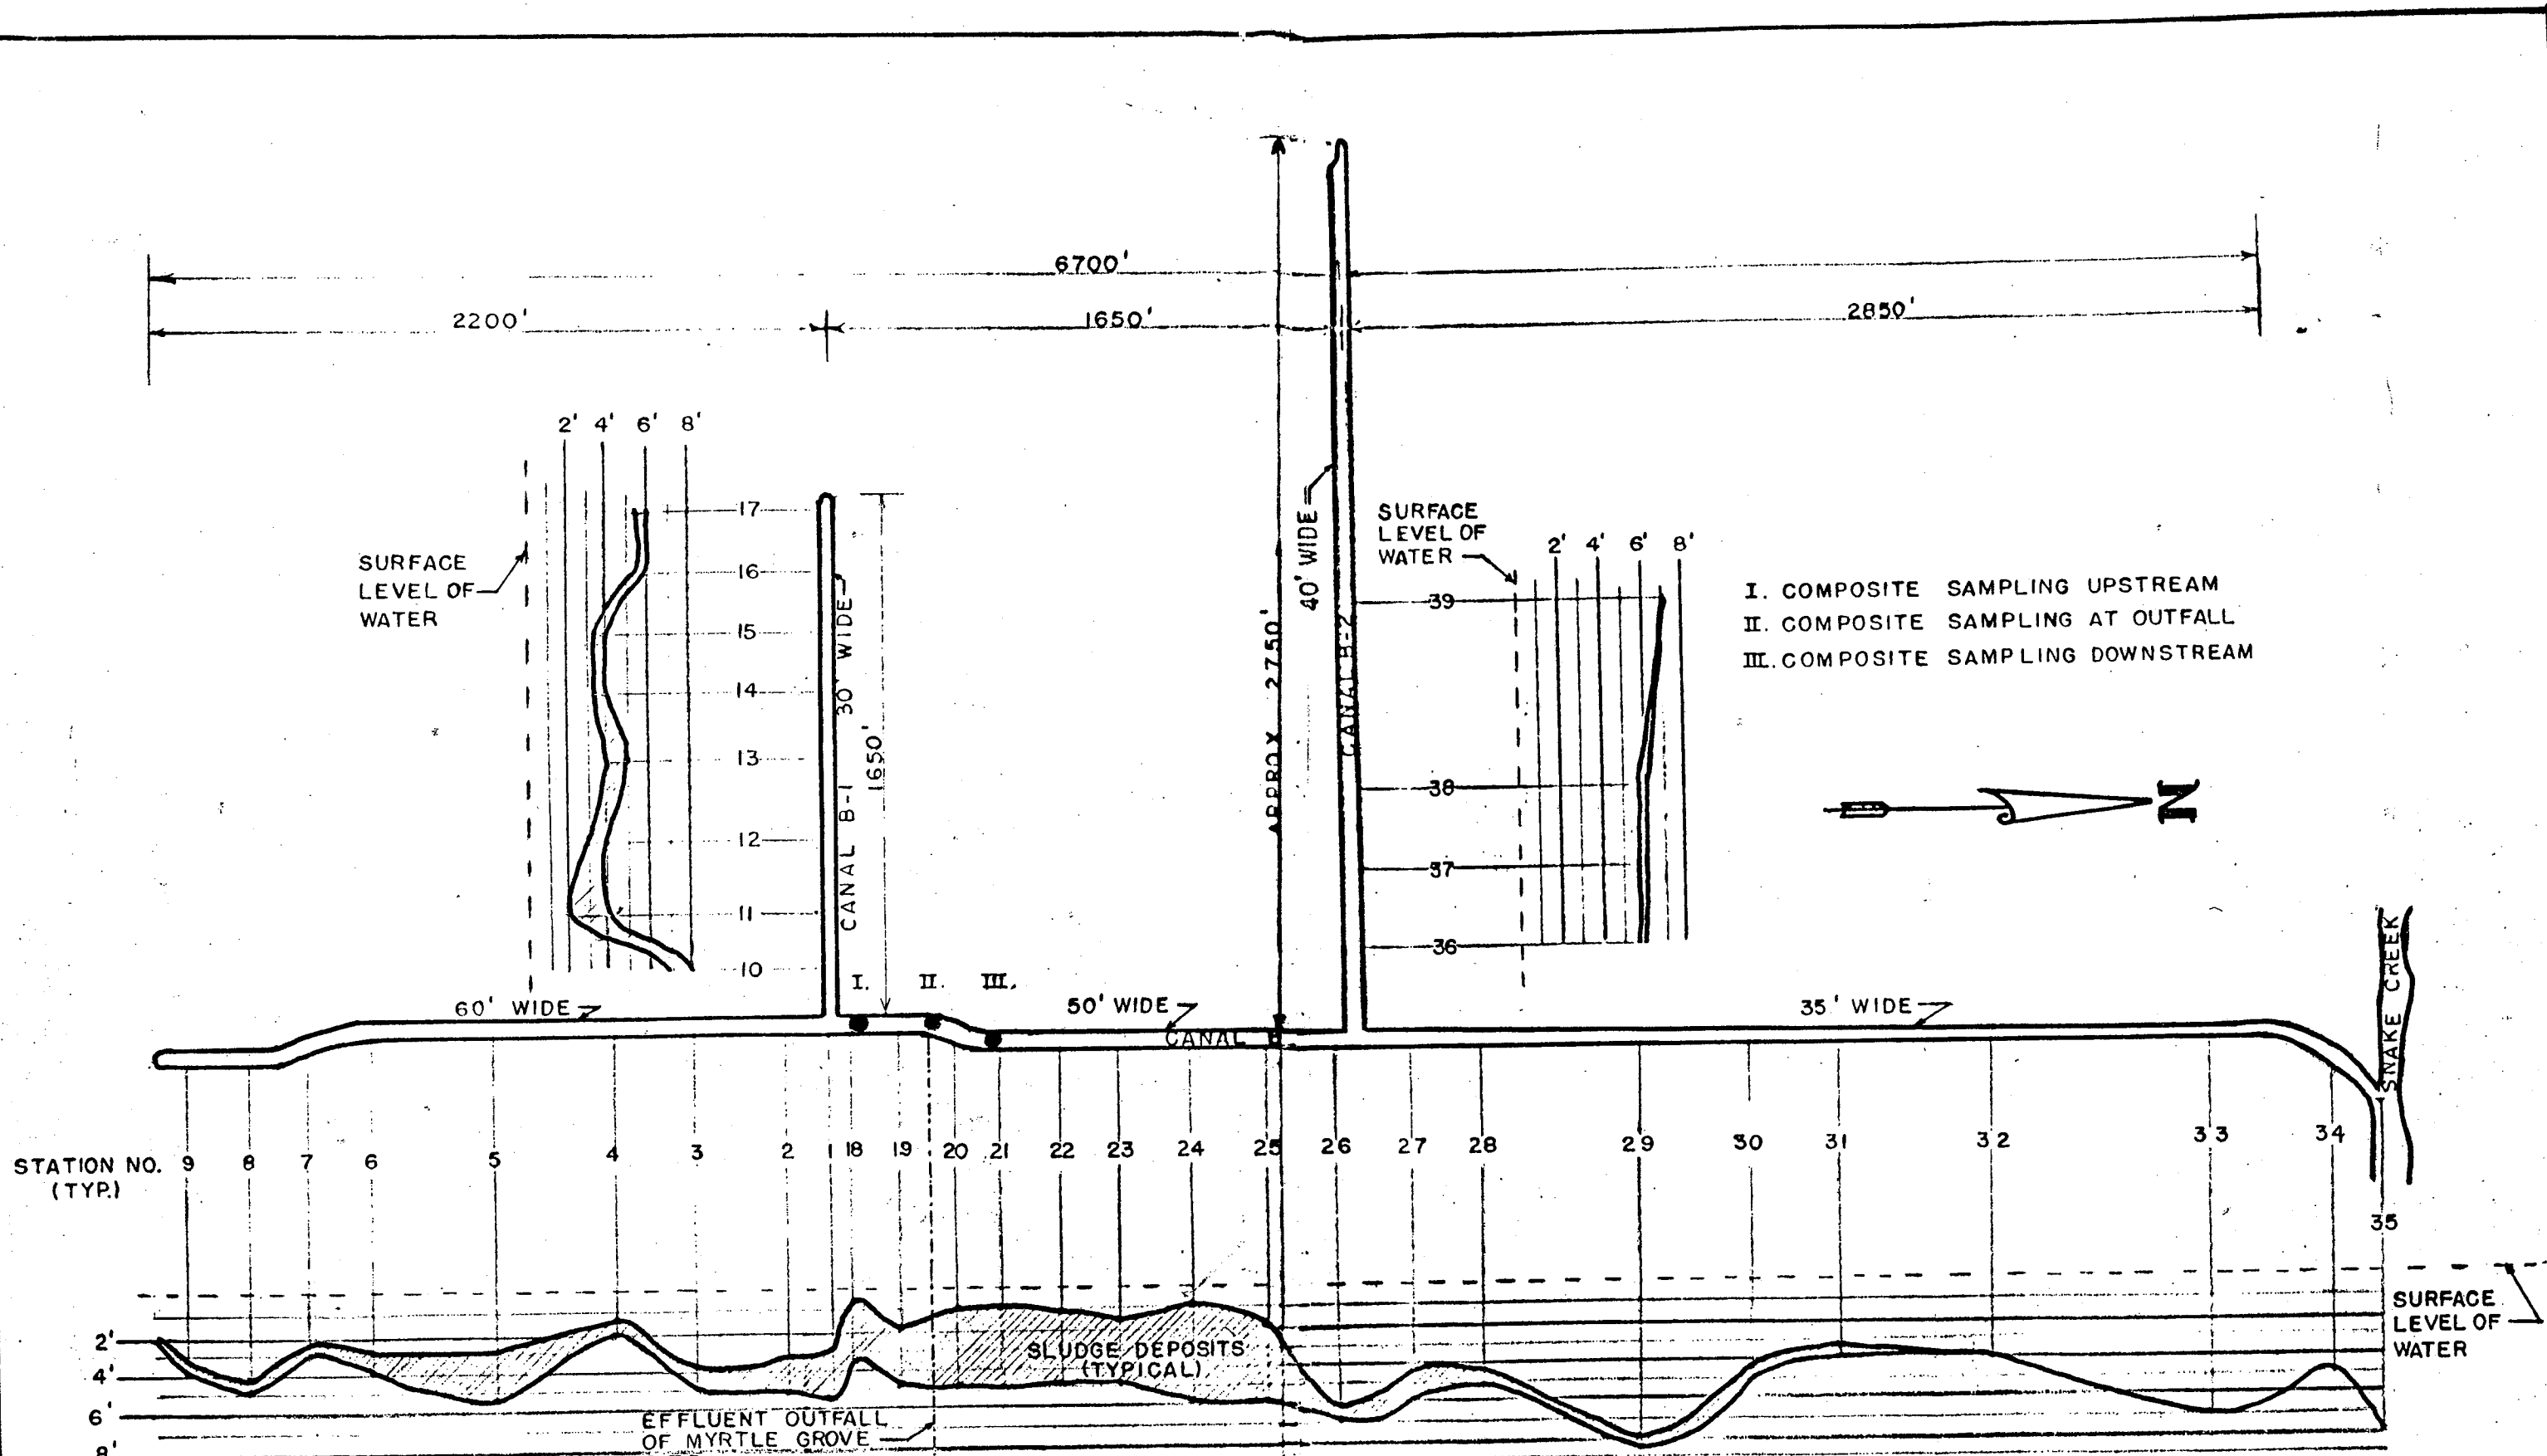 6700'
2200'
1650'
2850'
2' 4' 6' 8'
17
16
15
14
13
12
11
10
SURFACE
LEVEL OF
WATER
CANAL B-1 30' WIDE
1650'
APPROX 2750'
40' WIDE
CANAL B-2
SURFACE
LEVEL OF
WATER
2' 4' 6' 8'
39
38
37
36
I. COMPOSITE SAMPLING UPSTREAM
II. COMPOSITE SAMPLING AT OUTFALL
III. COMPOSITE SAMPLING DOWNSTREAM
N
SNAKE CREEK
I. II. III.
60' WIDE
50' WIDE
35' WIDE
CANAL B
STATION NO.
(TYP.)
9 8 7 6 5 4 3 2 1 18 19 20 21 22 23 24 25 26 27 28 29 30 31 32 33 34
35
2'
4'
6'
8'
SLUDGE DEPOSITS
(TYPICAL)
EFFLUENT OUTFALL
OF MYRTLE GROVE
SURFACE
LEVEL OF
WATER